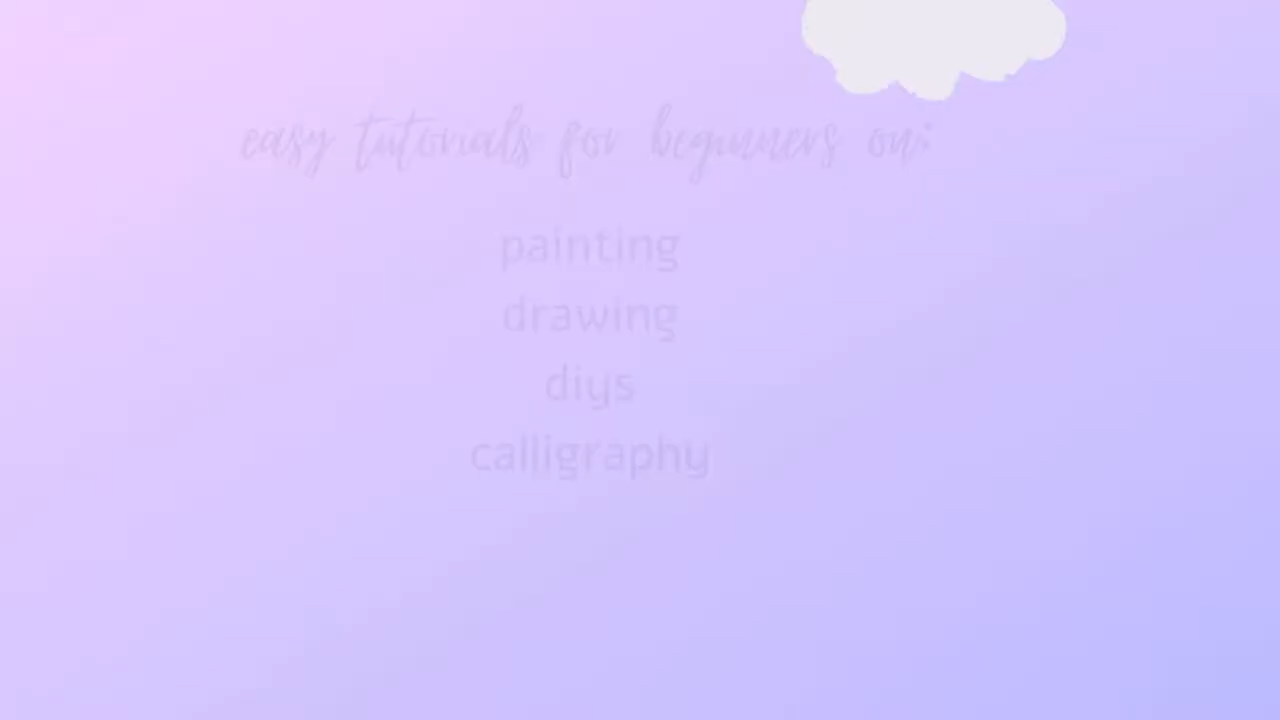 easy tutorials for beginners on:
painting
drawing
diys
calligraphy